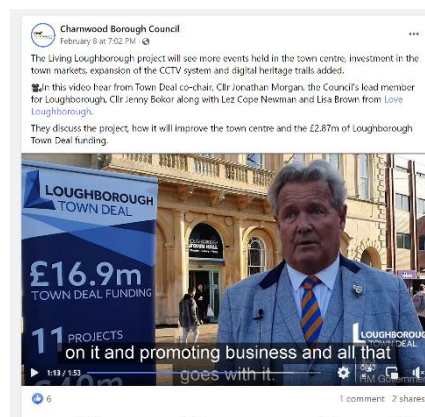 Charnwood Borough Council
February 8 at 7:02 PM ·
The Living Loughborough project will see more events held in the town centre, investment in the
town markets, expansion of the CCTV system and digital heritage trails added.
In this video hear from Town Deal co-chair, Cllr Jonathan Morgan, the Council's lead member
for Loughborough, Cllr Jenny Bokor along with Lez Cope Newman and Lisa Brown from Love
Loughborough.
They discuss the project, how it will improve the town centre and the £2.87m of Loughborough
Town Deal funding.
LOUGHBOROUGH
TOWN DEAL
£16.9m
TOWN DEAL FUNDING
11 PROJECTS
TOWN HALL
LOUGHBOROUG
TOWN DEAL
on it and promoting business and all that
goes with it.
1:13 / 1:53
HM Governme
6
1 comment 2 shares